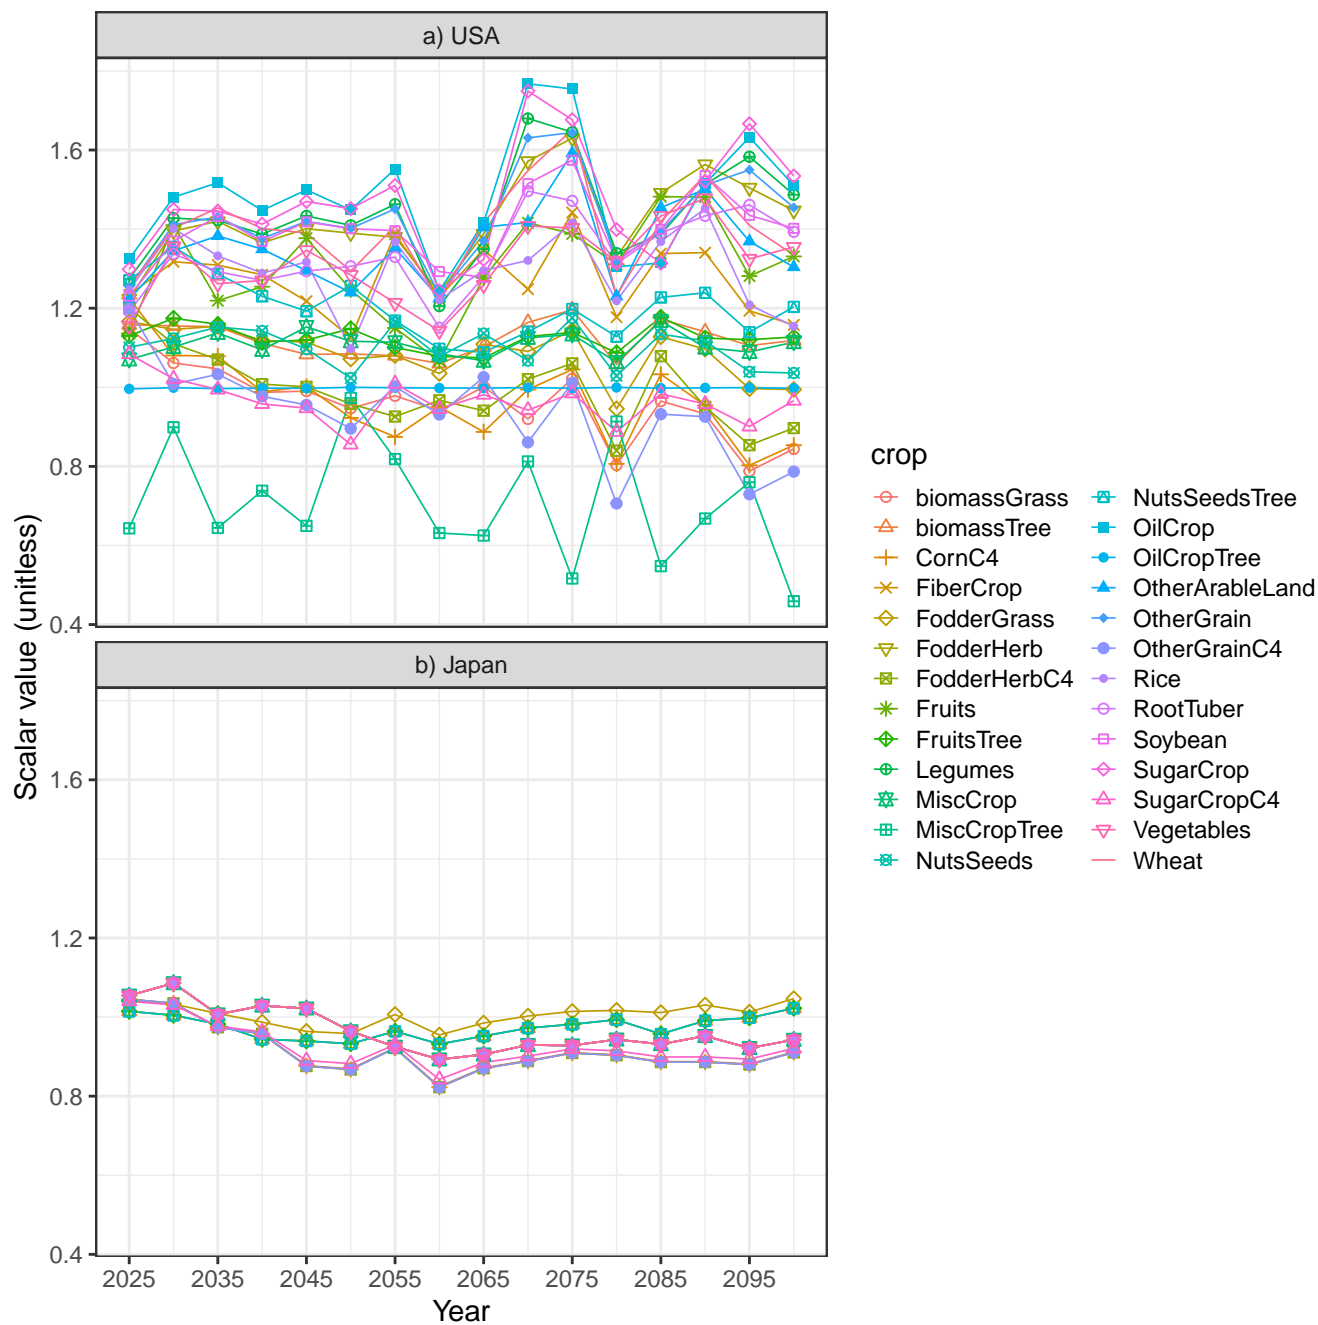 a) USA
1.6
1.2
0.8
0.4
b) Japan
1.6
1.2
0.8
0.4
2025 2035 2045 2055 2065 2075 2085 2095
Year
Scalar value (unitless)
crop
biomassGrass
biomassTree
CornC4
FiberCrop
FodderGrass
FodderHerb
FodderHerbC4
Fruits
FruitsTree
Legumes
MiscCrop
MiscCropTree
NutsSeeds
NutsSeedsTree
OilCrop
OilCropTree
OtherArableLand
OtherGrain
OtherGrainC4
Rice
RootTuber
Soybean
SugarCrop
SugarCropC4
Vegetables
Wheat